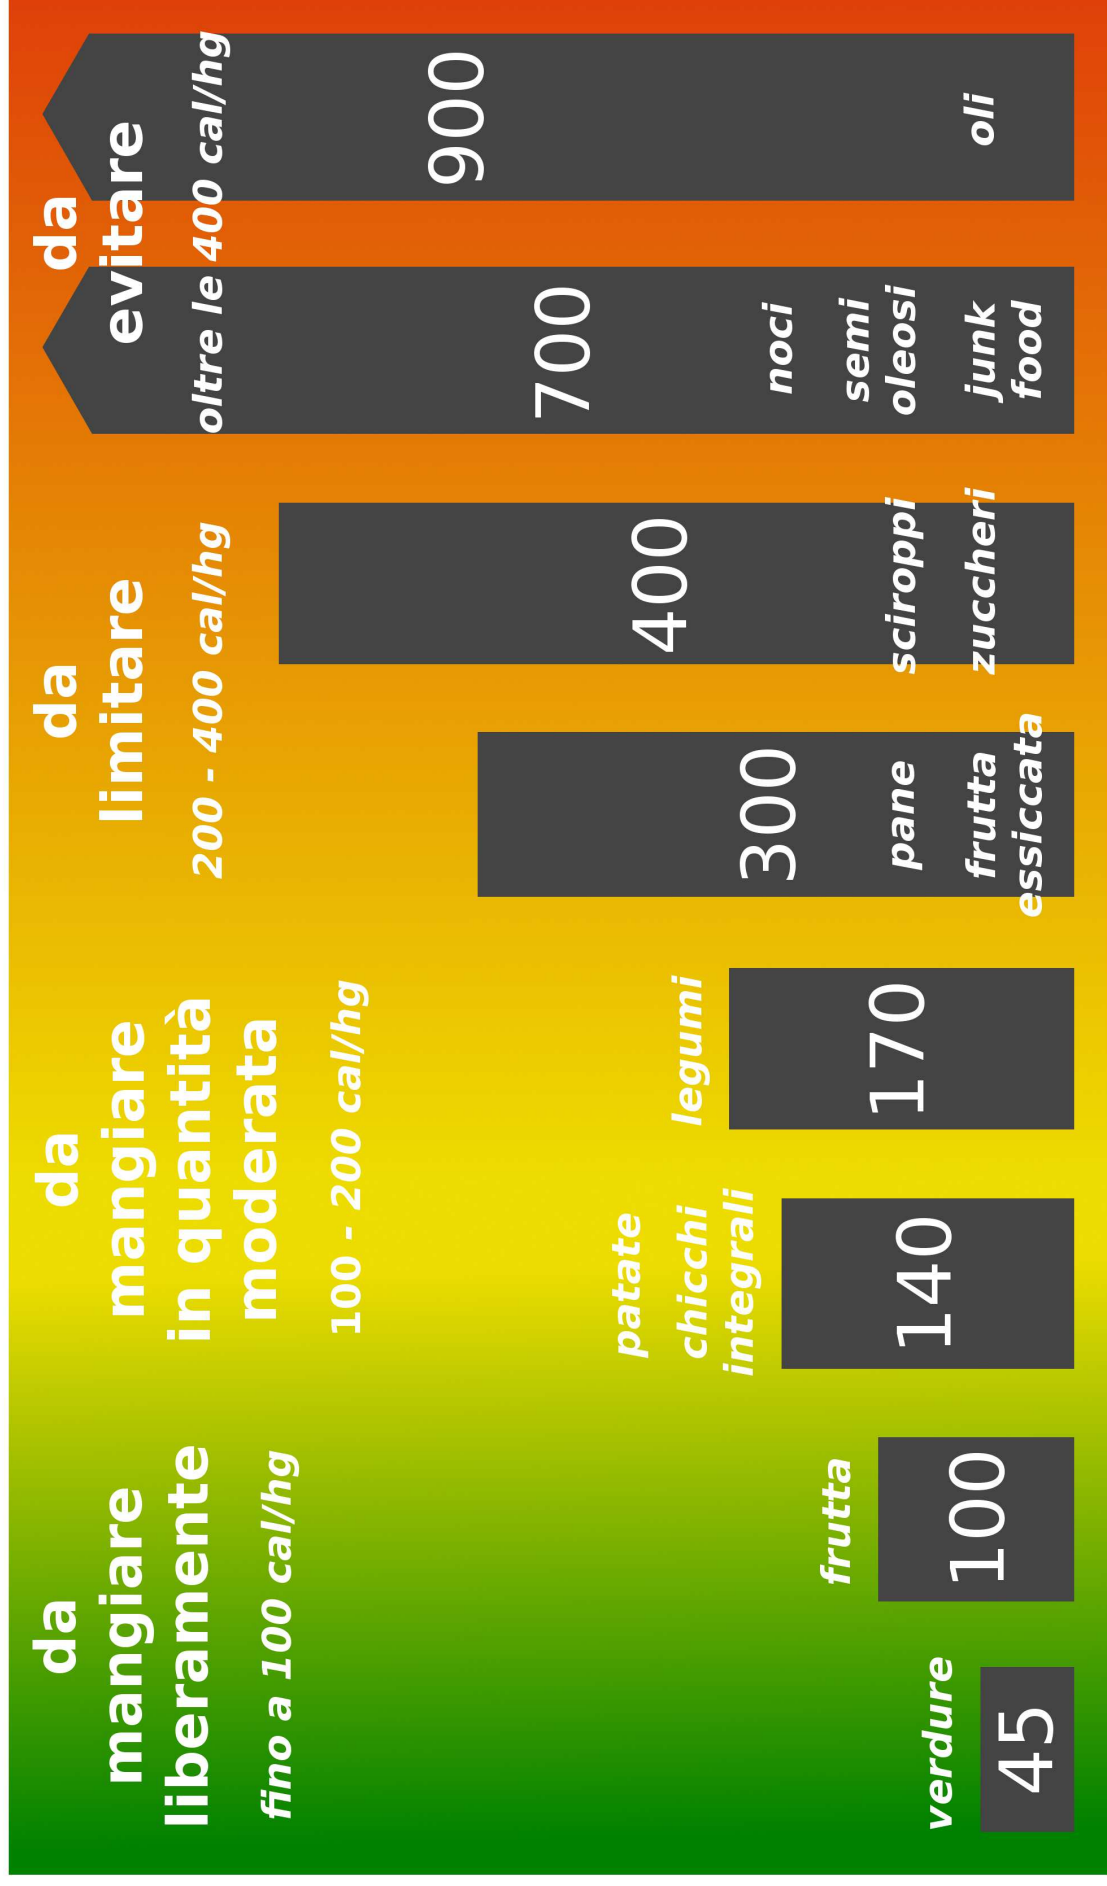 da
mangiare
liberamente
fino a 100 cal/hg
da
mangiare
in quantità
moderata
100 - 200 cal/hg
da
limitare
200 - 400 cal/hg
da
evitare
oltre le 400 cal/hg
verdure
45
frutta
100
patate
chicchi
integrali
140
legumi
170
300
pane
frutta
essiccata
400
sciroppi
zuccheri
700
noci
semi
oleosi
junk
food
900
oli